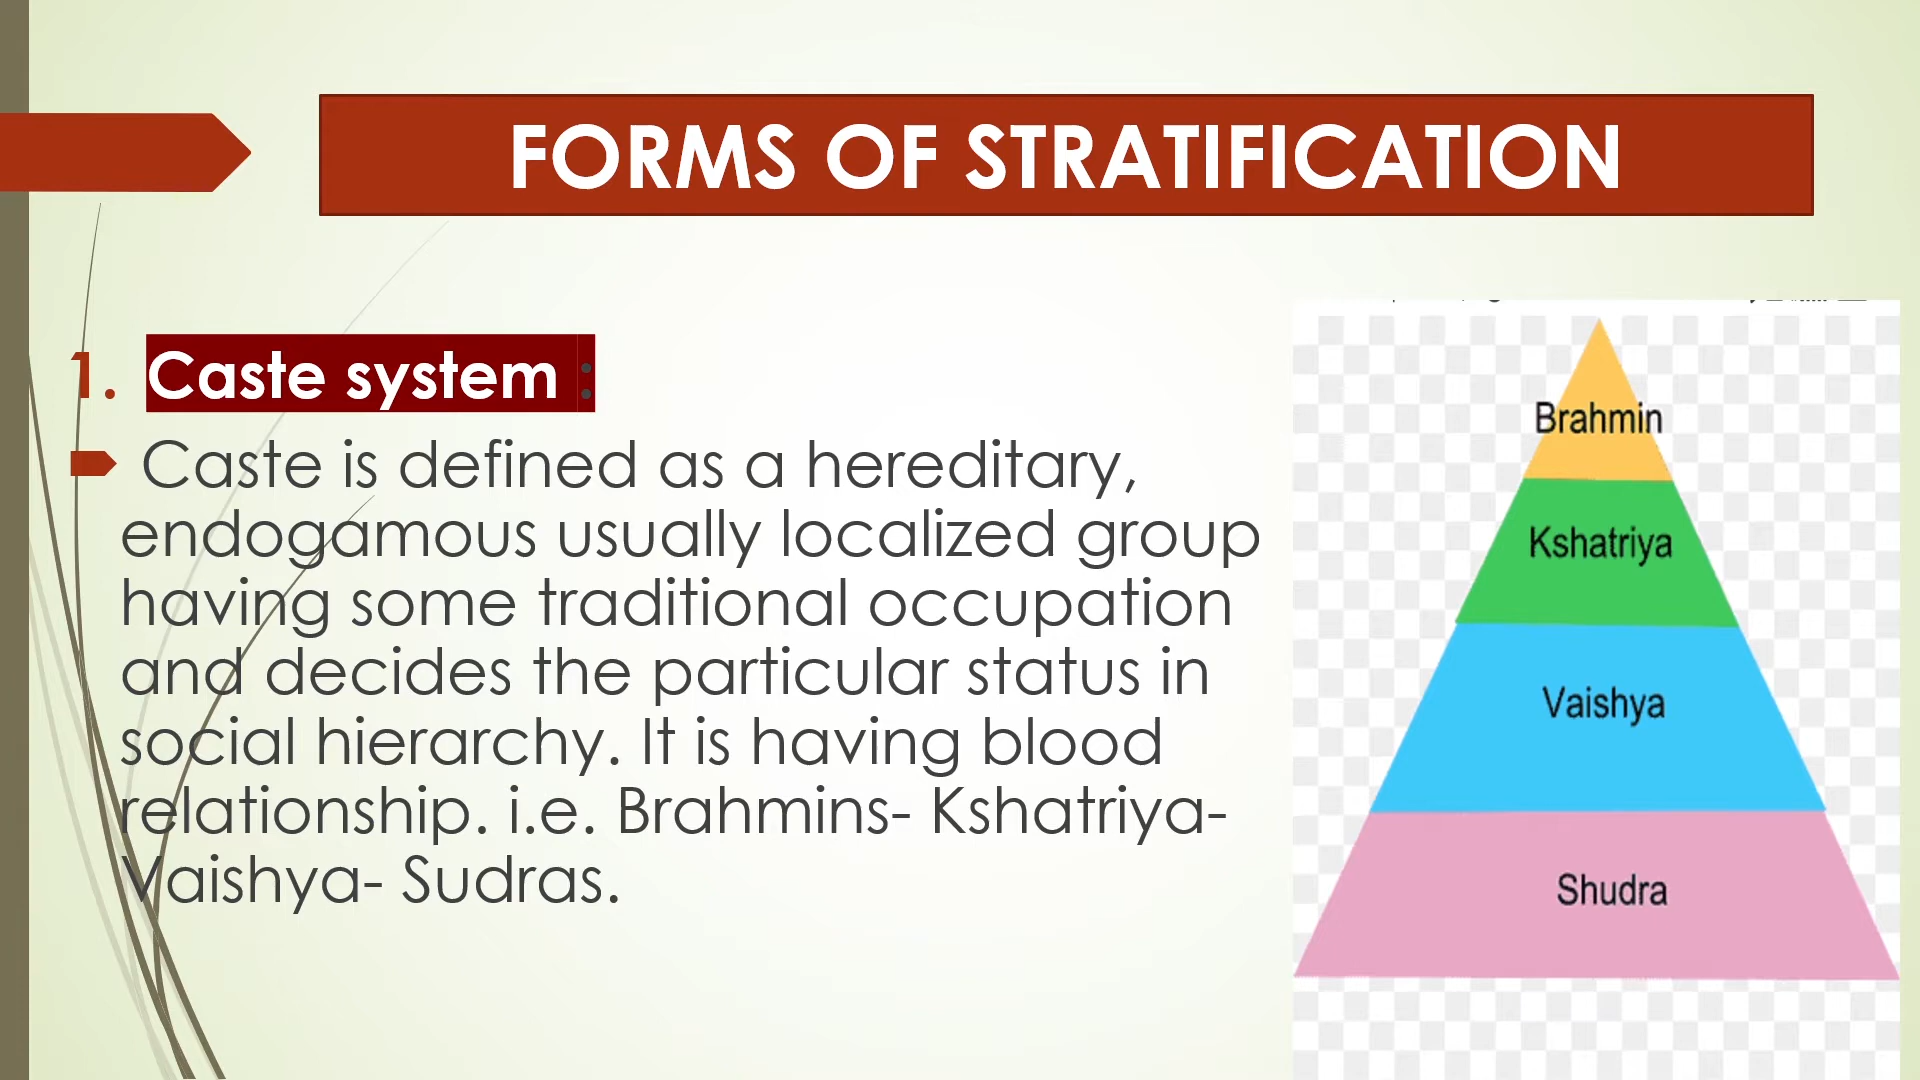 FORMS OF STRATIFICATION
1. Caste system :
Caste is defined as a hereditary,
endogamous usually localized group
having some traditional occupation
and decides the particular status in
social hierarchy. It is having blood
relationship. i.e. Brahmins- Kshatriya-
Vaishya- Sudras.
Brahmin
Kshatriya
Vaishya
Shudra